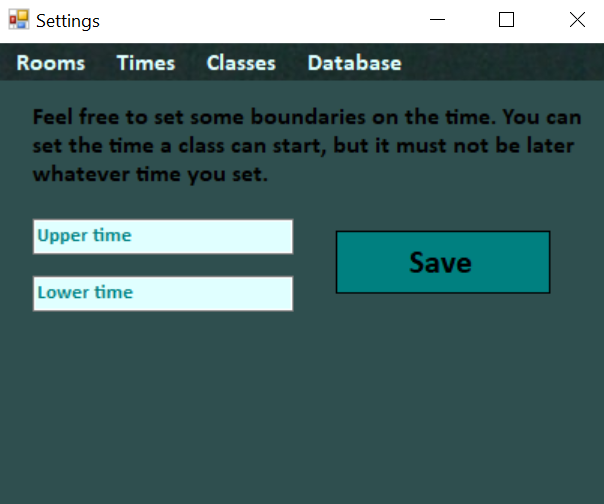 Settings
Rooms Times Classes Database
Feel free to set some boundaries on the time. You can
set the time a class can start, but it must not be later
whatever time you set.
Upper time
Save
Lower time